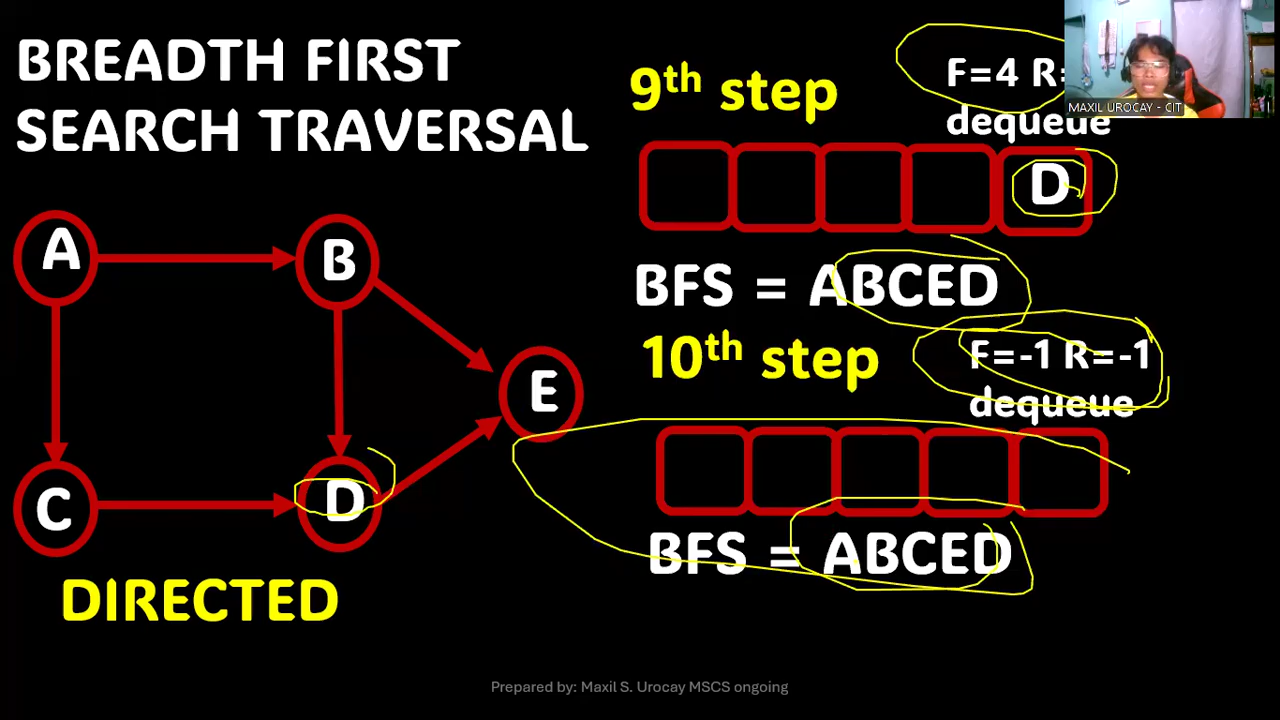 BREADTH FIRST
SEARCH TRAVERSAL
9th step
F=4 R=
dequeue
MAXIL UROCAY - CIT
D
BFS = ABCED
10th step
F=-1 R=-1
dequeue
BFS = ABCED
A
B
E
C
D
DIRECTED
Prepared by: Maxil S. Urocay MSCS ongoing